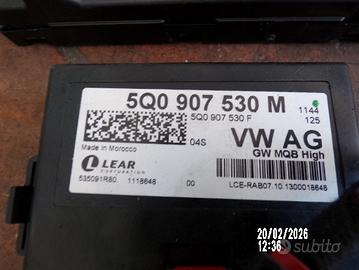 5Q0 907 530 M
5Q0 907 530 F
1144
125
04S
VW AG
GW MQB High
Made in Morocco
LEAR
CORPORATION
535091R80 1118648 00 LCE-RAB07.10.1300018648
20/02/2026
12:36
subito